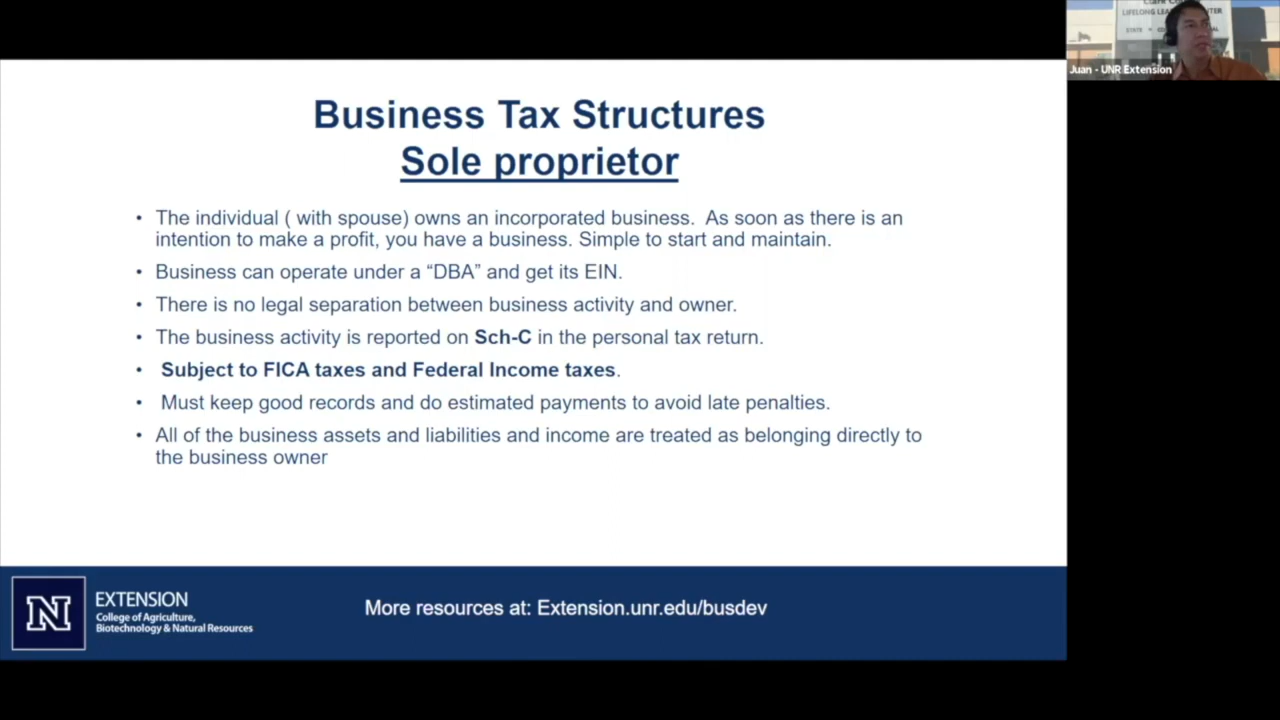 Business Tax Structures
Sole proprietor
• The individual ( with spouse) owns an incorporated business. As soon as there is an
intention to make a profit, you have a business. Simple to start and maintain.
• Business can operate under a “DBA” and get its EIN.
• There is no legal separation between business activity and owner.
• The business activity is reported on Sch-C in the personal tax return.
• Subject to FICA taxes and Federal Income taxes.
• Must keep good records and do estimated payments to avoid late penalties.
• All of the business assets and liabilities and income are treated as belonging directly to
the business owner
N
EXTENSION
College of Agriculture,
Biotechnology & Natural Resources
More resources at: Extension.unr.edu/busdev
LIFELONG
Juan - UNR Extension